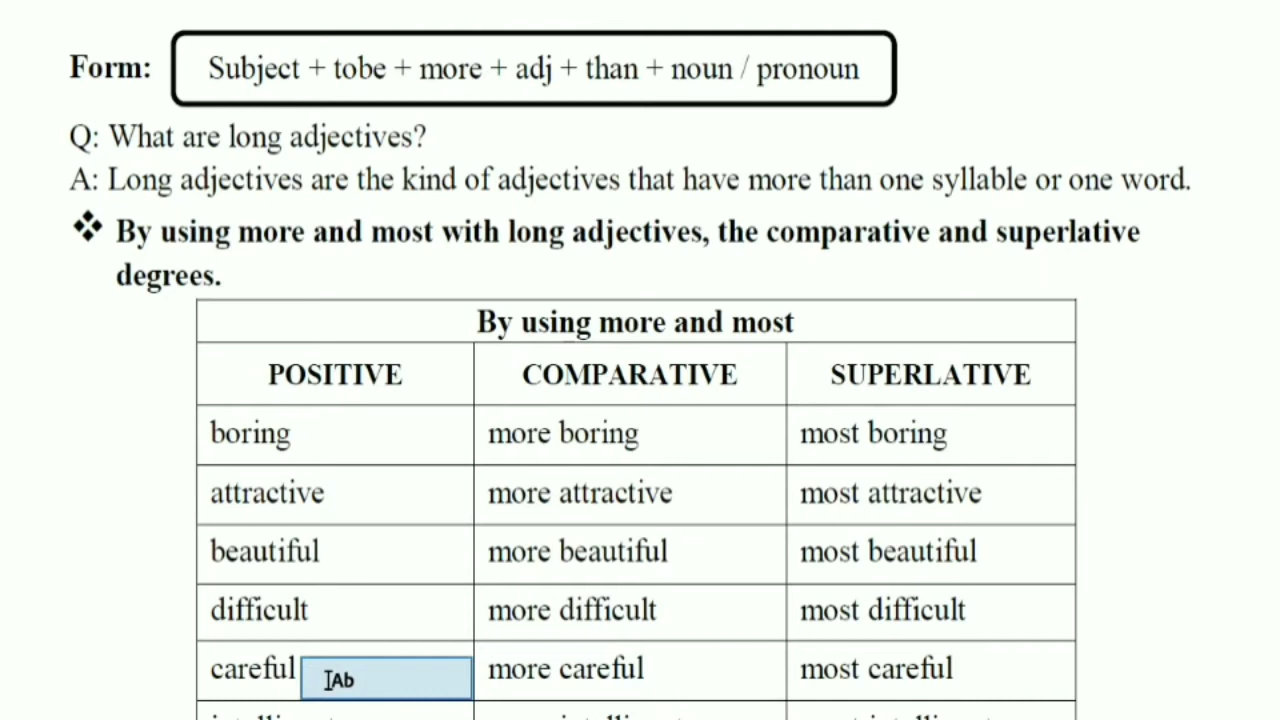 Form: Subject + tobe + more + adj + than + noun / pronoun
Q: What are long adjectives?
A: Long adjectives are the kind of adjectives that have more than one syllable or one word.
❖ By using more and most with long adjectives, the comparative and superlative
degrees.
By using more and most
POSITIVE COMPARATIVE SUPERLATIVE
boring more boring most boring
attractive more attractive most attractive
beautiful more beautiful most beautiful
difficult more difficult most difficult
careful more careful most careful
Ab